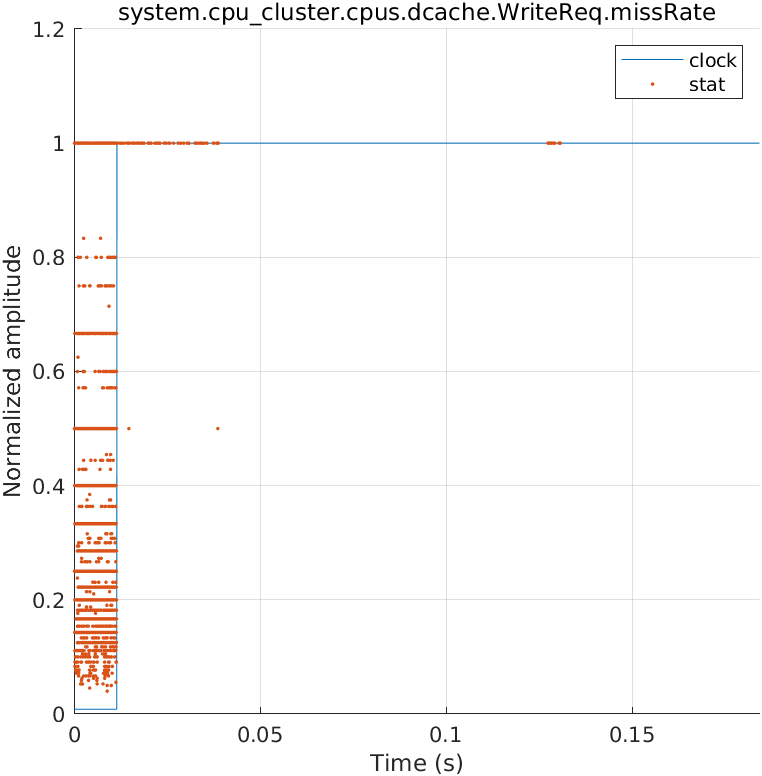 system.cpu_cluster.cpus.dcache.WriteReq.missRate
1.2
clock
stat
1
0.8
0.6
0.4
0.2
0
Normalized amplitude
0
0.05
0.1
0.15
Time (s)